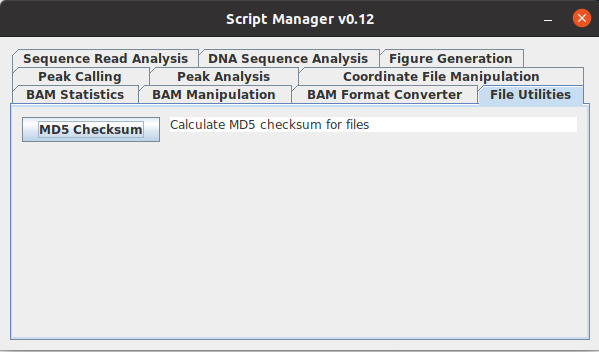 Script Manager v0.12
Sequence Read Analysis DNA Sequence Analysis Figure Generation
Peak Calling Peak Analysis Coordinate File Manipulation
BAM Statistics BAM Manipulation BAM Format Converter File Utilities
MD5 Checksum Calculate MD5 checksum for files